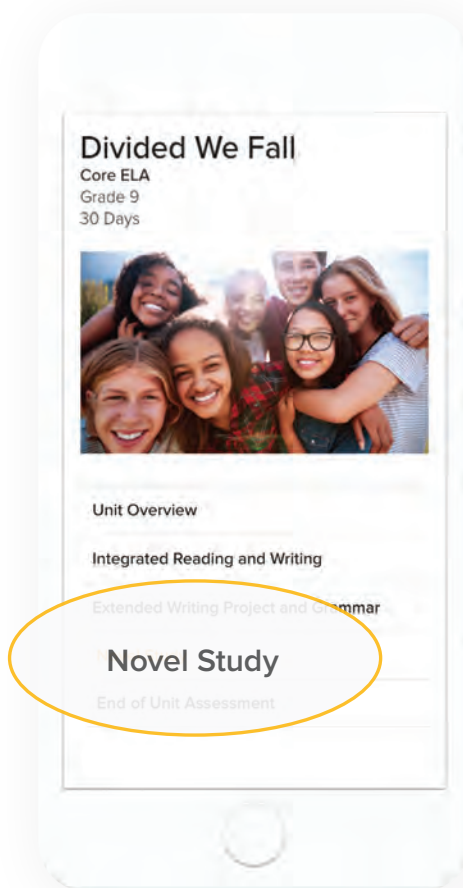 Divided We Fall
Core ELA
Grade 9
30 Days
Unit Overview
Integrated Reading and Writing
Extended Writing Project and Grammar
Novel Study
End of Unit Assessment